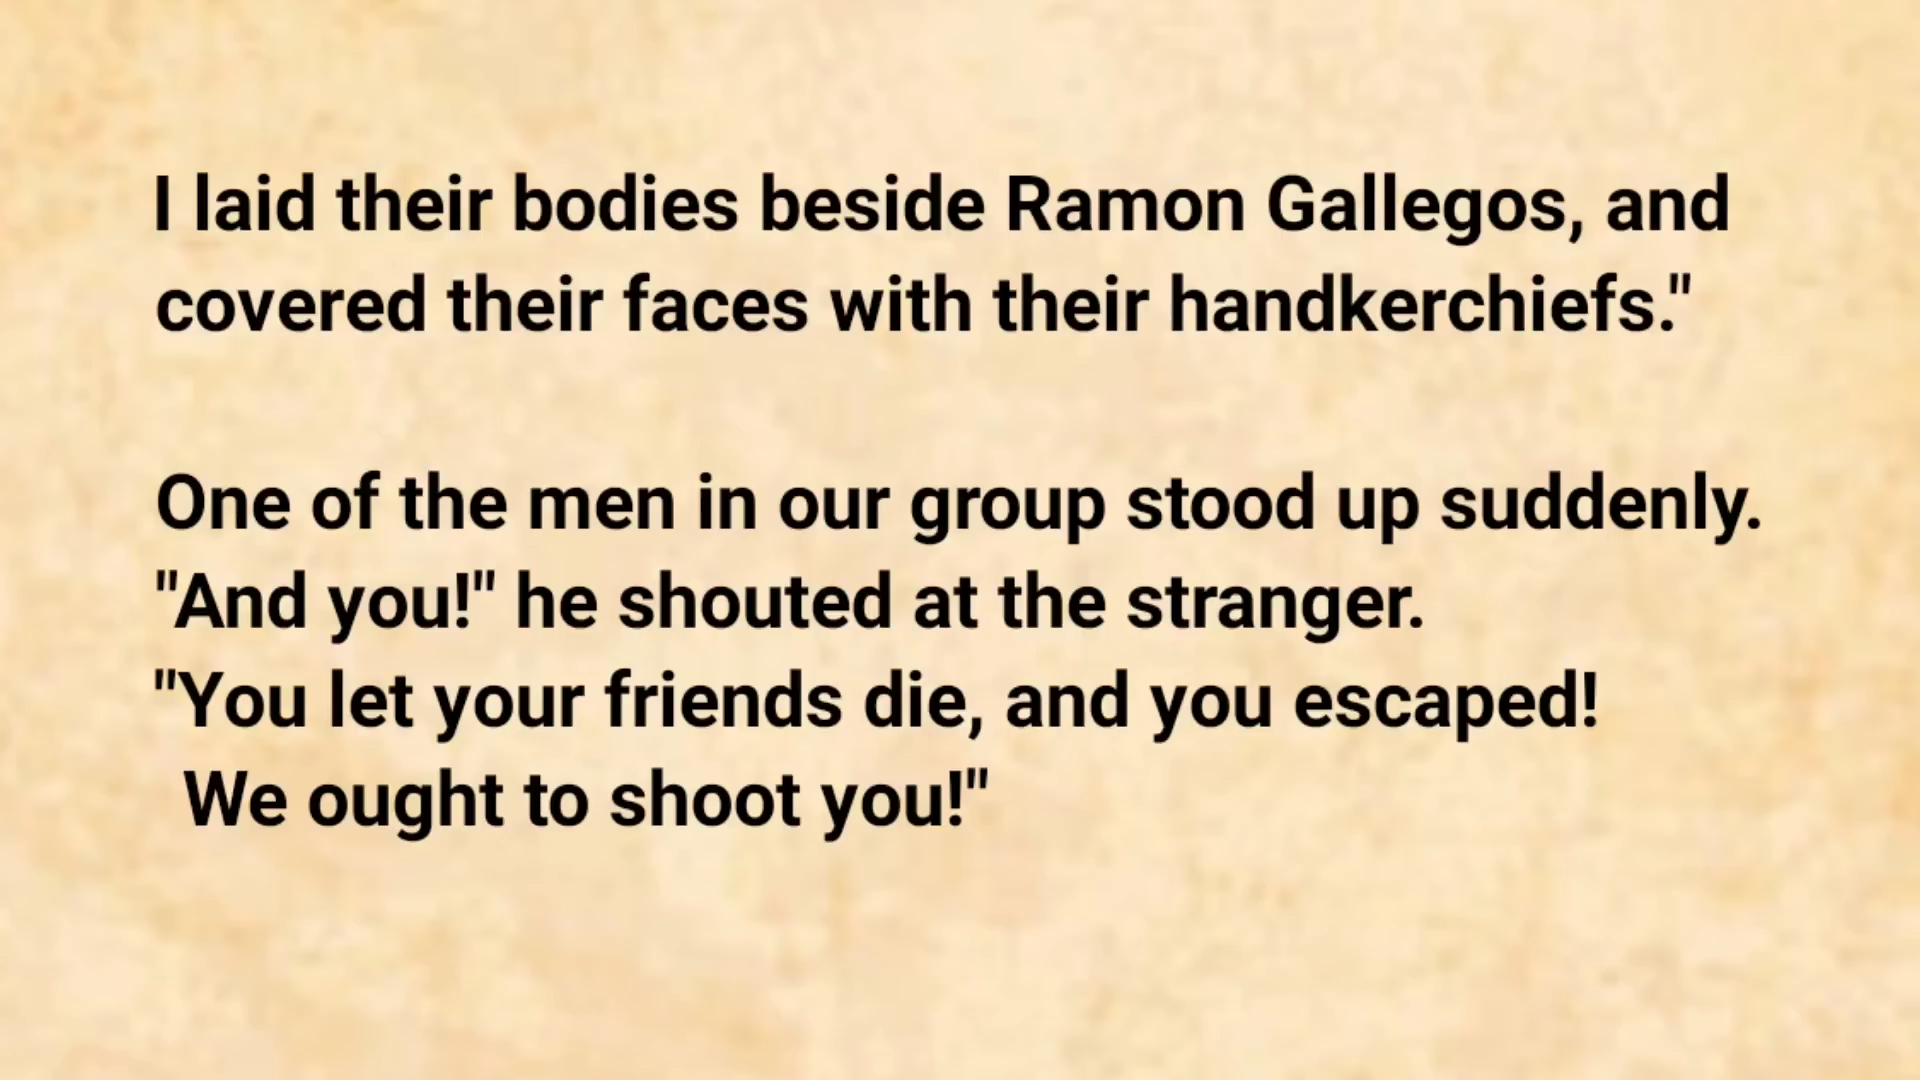 I laid their bodies beside Ramon Gallegos, and
covered their faces with their handkerchiefs."
One of the men in our group stood up suddenly.
"And you!" he shouted at the stranger.
"You let your friends die, and you escaped!
We ought to shoot you!"